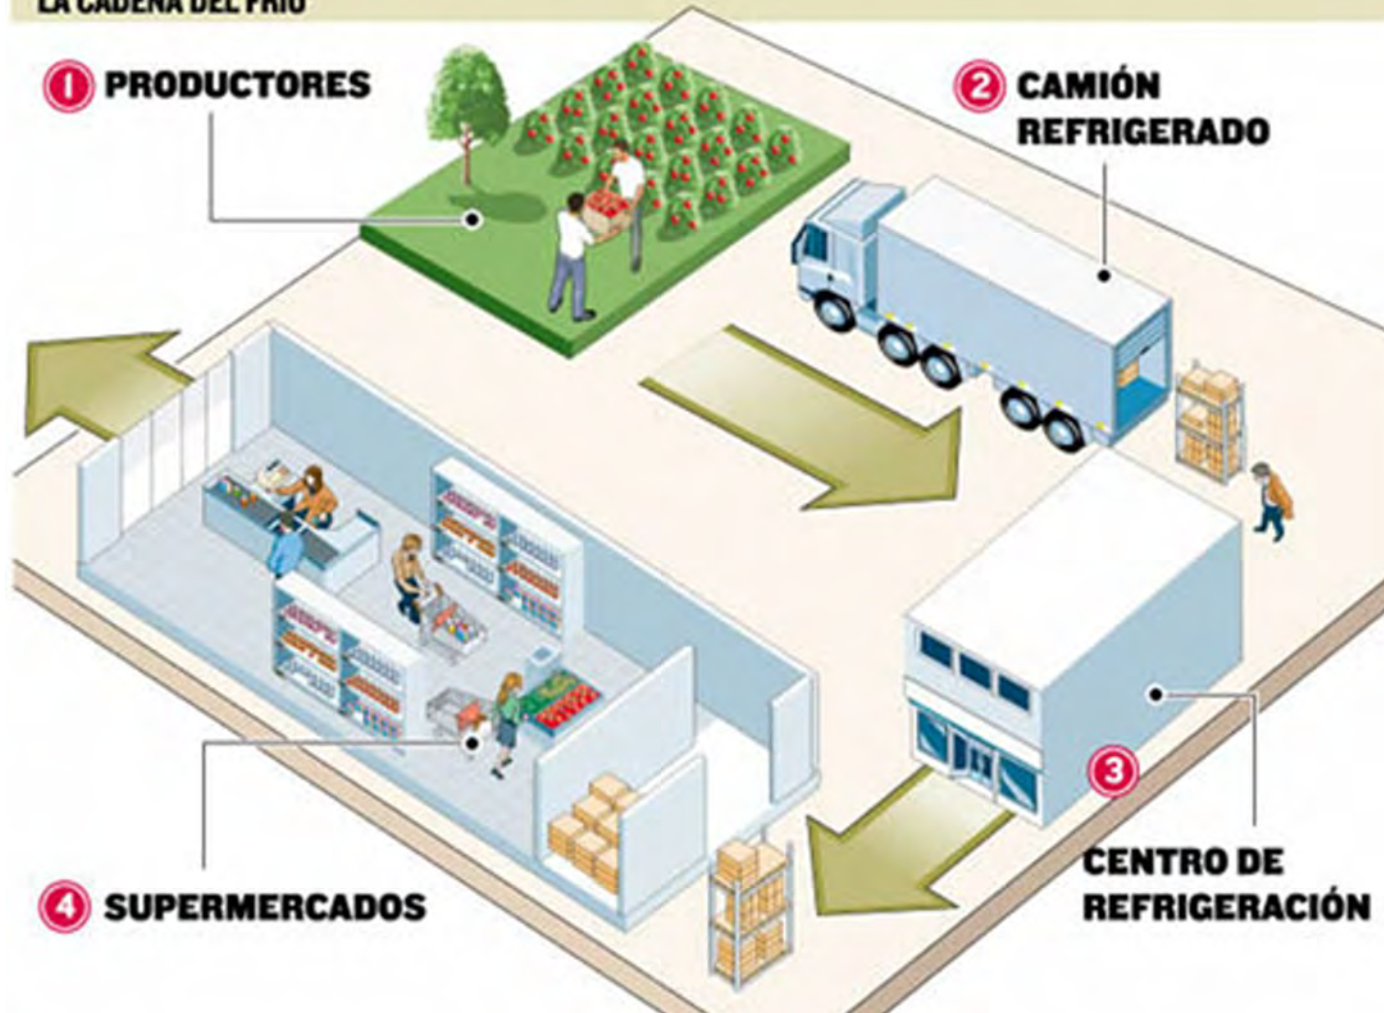 LA CADENA DEL FRÍO
1 PRODUCTORES
2 CAMIÓN
REFRIGERADO
3
CENTRO DE
REFRIGERACIÓN
4 SUPERMERCADOS